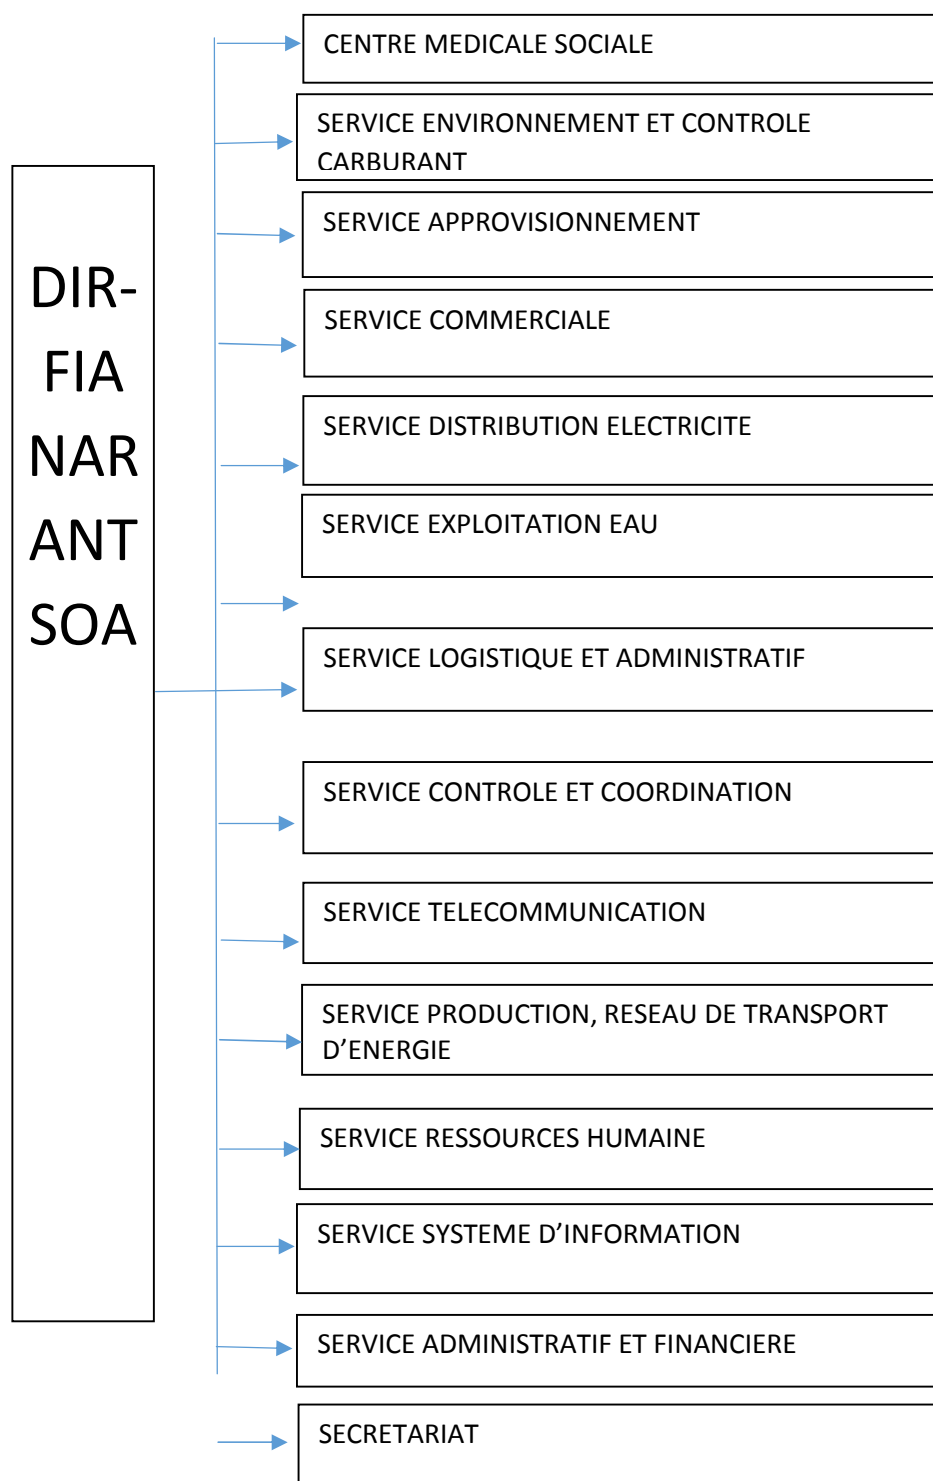 CENTRE MEDICALE SOCIALE
SERVICE ENVIRONNEMENT ET CONTROLE
CARBURANT
SERVICE APPROVISIONNEMENT
DIR-
FIA
NAR
ANT
SOA
SERVICE COMMERCIALE
SERVICE DISTRIBUTION ELECTRICITE
SERVICE EXPLOITATION EAU
SERVICE LOGISTIQUE ET ADMINISTRATIF
SERVICE CONTROLE ET COORDINATION
SERVICE TELECOMMUNICATION
SERVICE PRODUCTION, RESEAU DE TRANSPORT
D’ENERGIE
SERVICE RESSOURCES HUMAINE
SERVICE SYSTEME D’INFORMATION
SERVICE ADMINISTRATIF ET FINANCIERE
SECRETARIAT